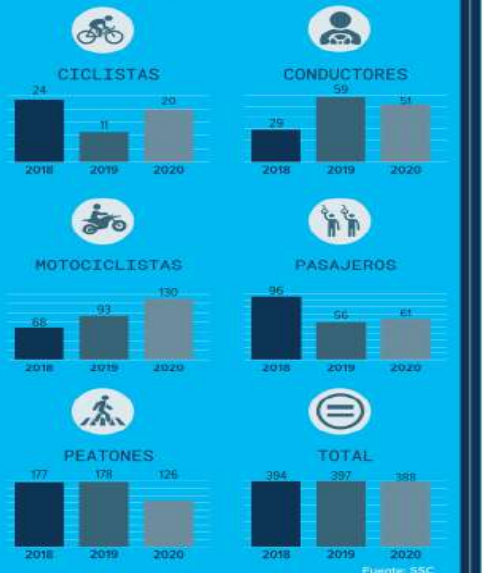 CICLISTAS
24
11
20
2018 2019 2020
CONDUCTORES
29
59
51
2018 2019 2020
MOTOCICLISTAS
68
93
130
2018 2019 2020
PASAJEROS
96
56
61
2018 2019 2020
PEATONES
177 178 126
2018 2019 2020
TOTAL
394 397 388
2018 2019 2020
Fuente: SSC